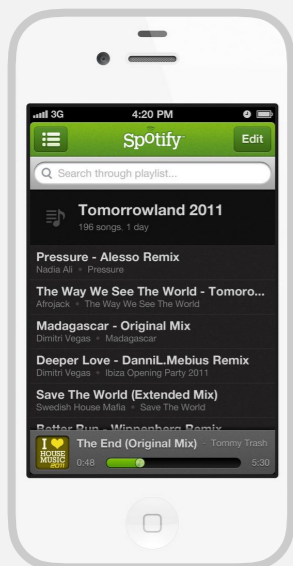 3G 4:20 PM
Spotify
Edit
Search through playlist...
Tomorrowland 2011
196 songs. 1 day
Pressure - Alesso Remix
Nadia Ali • Pressure
The Way We See The World - Tomoro...
Afrojack • The Way We See The World
Madagascar - Original Mix
Dimitri Vegas • Madagascar
Deeper Love - DanniL.Mebius Remix
Dimitri Vegas • Ibiza Opening Party 2011
Save The World (Extended Mix)
Swedish House Mafia • Save The World
Better Run - Winnenberg Remix
I ♥
HOUSE
MUSIC
2011
The End (Original Mix) - Tommy Trash
0:48 5:30